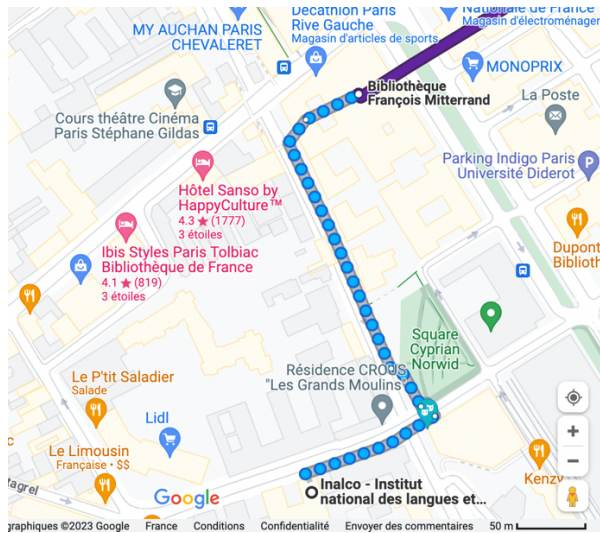 Decathlon Paris
Rive Gauche
Magasin d'articles de sports
Nationale de France
Magasin d'électroménager
MY AUCHAN PARIS
CHEVALERET
MONOPRIX
Bibliothèque
François Mitterrand
La Poste
Cours théâtre Cinéma
Paris Stéphane Gildas
Parking Indigo Paris
Université Diderot
P
Hôtel Sanso by
HappyCulture™
4.3 ★ (1777)
3 étoiles
Ibis Styles Paris Tolbiac
Bibliothèque de France
4.1 ★ (819)
3 étoiles
Dupont
Biblioth
Square
Cyprian
Norwid
Résidence CROUS
"Les Grands Moulins"
Le P'tit Saladier
Salade
Lidl
Le Limousin
Française • $$
c
tagrel
Kenzy
Inalco - Institut
national des langues et...
Google
graphiques ©2023 Google France Conditions Confidentialité Envoyer des commentaires 50 m